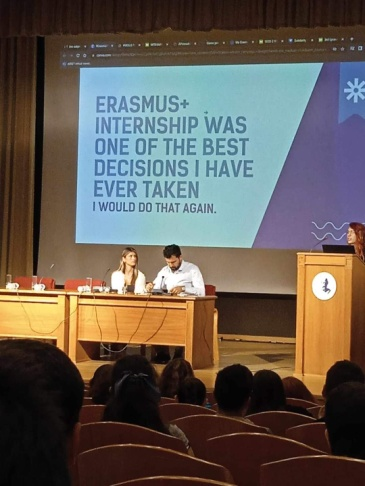 ERASMUS+
INTERNSHIP WAS
ONE OF THE BEST
DECISIONS I HAVE
EVER TAKEN
I WOULD DO THAT AGAIN.